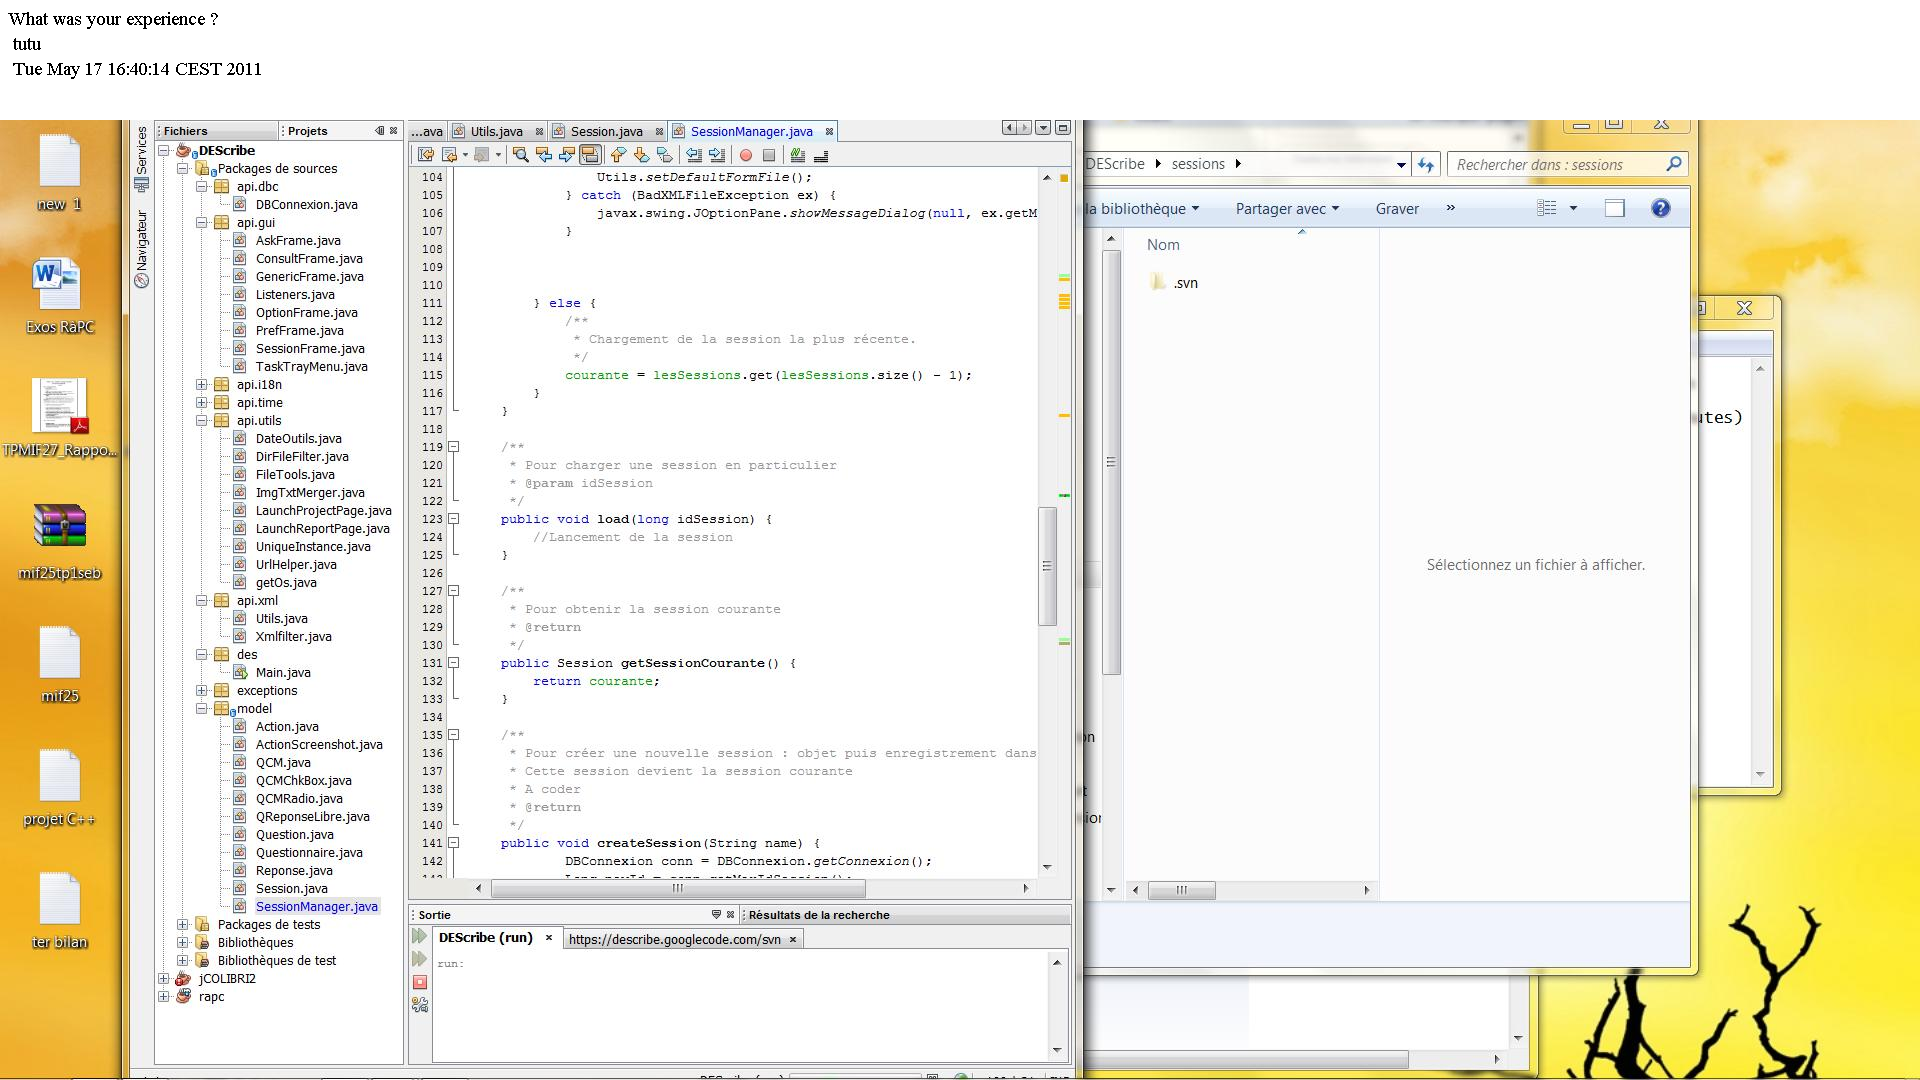 What was your experience ?
tutu
Tue May 17 16:40:14 CEST 2011
new 1
Exos RàPC
TPMIF27_Rappo...
mif25tp1seb
mif25
projet C++
ter bilan
Services
Navigateur
Fichiers
Projets
DEScribe
Packages de sources
api.dbc
DBConnexion.java
api.gui
AskFrame.java
ConsultFrame.java
GenericFrame.java
Listeners.java
OptionFrame.java
PrefFrame.java
SessionFrame.java
TaskTrayMenu.java
api.i18n
api.time
api.utils
DateOutils.java
DirFileFilter.java
FileTools.java
ImgTxtMerger.java
LaunchProjectPage.java
LaunchReportPage.java
UniqueInstance.java
UrlHelper.java
getOs.java
api.xml
Utils.java
Xmlfilter.java
des
Main.java
exceptions
model
Action.java
ActionScreenshot.java
QCM.java
QCMChkBox.java
QCMRadio.java
QReponseLibre.java
Question.java
Questionnaire.java
Reponse.java
Session.java
SessionManager.java
Packages de tests
Bibliothèques
Bibliothèques de test
jCOLIBRI2
rapc
...ava Utils.java Session.java SessionManager.java
104 Utils.setDefaultFormFile();
105 } catch (BadXMLFileException ex) {
106 javax.swing.JOptionPane.showMessageDialog(null, ex.getM
107 }
108
109
110
111 } else {
112 /**
113 * Chargement de la session la plus récente.
114 */
115 courante = lesSessions.get(lesSessions.size() - 1);
116 }
117 }
118
119 /**
120 * Pour charger une session en particulier
121 * @param idSession
122 */
123 public void load(long idSession) {
124 //Lancement de la session
125 }
126
127 /**
128 * Pour obtenir la session courante
129 * @return
130 */
131 public Session getSessionCourante() {
132 return courante;
133 }
134
135 /**
136 * Pour créer une nouvelle session : objet puis enregistrement dans
137 * Cette session devient la session courante
138 * A coder
139 * @return
140 */
141 public void createSession(String name) {
142 DBConnexion conn = DBConnexion.getConnexion();
Sortie
Résultats de la recherche
DEScribe (run) https://describe.googlecode.com/svn
run:
DEScribe sessions
Rechercher dans : sessions
la bibliothèque Partager avec Graver »
Nom
.svn
Sélectionnez un fichier à afficher.
utes)